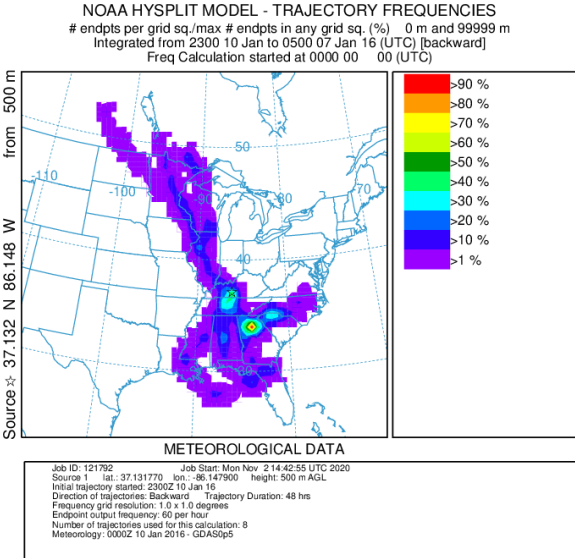 NOAA HYSPLIT MODEL - TRAJECTORY FREQUENCIES
# endpts per grid sq./max # endpts in any grid sq. (%) 0 m and 99999 m
Integrated from 2300 10 Jan to 0500 07 Jan 16 (UTC) [backward]
Freq Calculation started at 0000 00 00 (UTC)
Source ☆ 37.132 N 86.148 W from 500 m
-110
-100
-90
-80
-70
50
40
30
>90 %
>80 %
>70 %
>60 %
>50 %
>40 %
>30 %
>20 %
>10 %
>1 %
METEOROLOGICAL DATA
Job ID: 121792 Job Start: Mon Nov 2 14:42:55 UTC 2020
Source 1 lat.: 37.131770 lon.: -86.147900 height: 500 m AGL
Initial trajectory started: 2300Z 10 Jan 16
Direction of trajectories: Backward Trajectory Duration: 48 hrs
Frequency grid resolution: 1.0 x 1.0 degrees
Endpoint output frequency: 60 per hour
Number of trajectories used for this calculation: 8
Meteorology: 0000Z 10 Jan 2016 - GDAS0p5